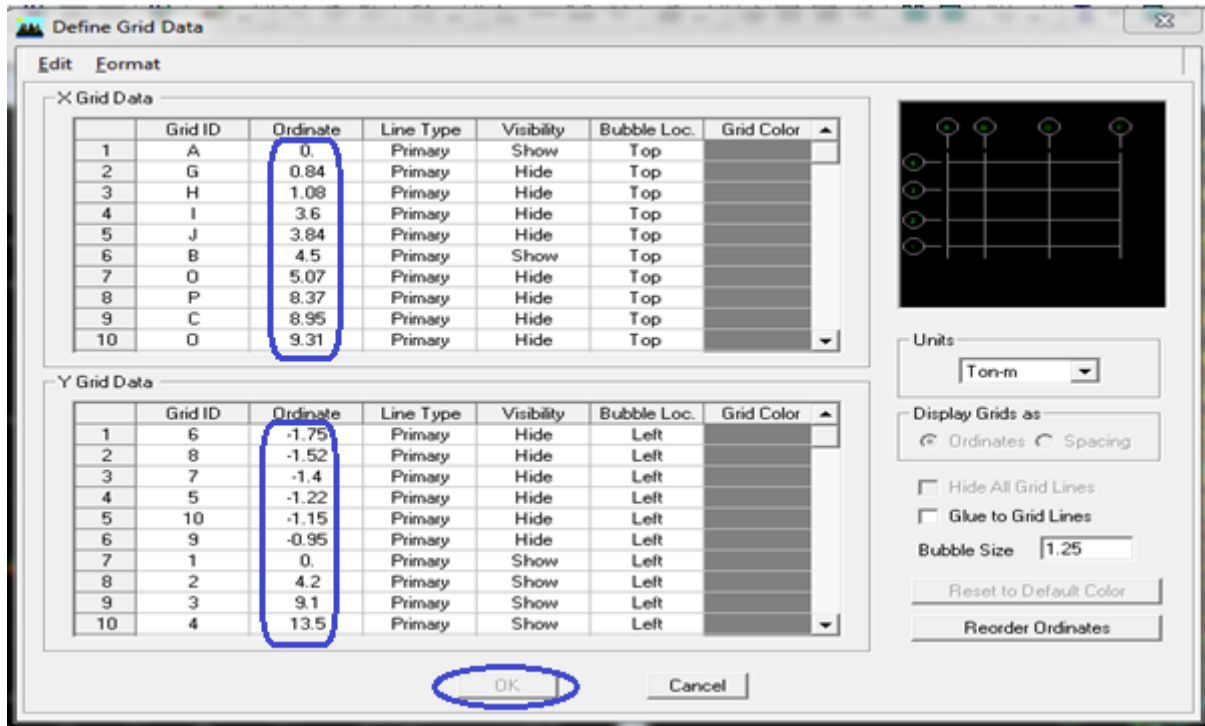 Define Grid Data
Edit Format
X Grid Data
Grid ID Ordinate Line Type Visibility Bubble Loc. Grid Color
1 A 0. Primary Show Top
2 G 0.84 Primary Hide Top
3 H 1.08 Primary Hide Top
4 I 3.6 Primary Hide Top
5 J 3.84 Primary Hide Top
6 B 4.5 Primary Show Top
7 O 5.07 Primary Hide Top
8 P 8.37 Primary Hide Top
9 C 8.95 Primary Hide Top
10 O 9.31 Primary Hide Top
Y Grid Data
Grid ID Ordinate Line Type Visibility Bubble Loc. Grid Color
1 6 -1.75 Primary Hide Left
2 8 -1.52 Primary Hide Left
3 7 -1.4 Primary Hide Left
4 5 -1.22 Primary Hide Left
5 10 -1.15 Primary Hide Left
6 9 -0.95 Primary Hide Left
7 1 0. Primary Show Left
8 2 4.2 Primary Show Left
9 3 9.1 Primary Show Left
10 4 13.5 Primary Show Left
Units
Ton-m
Display Grids as
Ordinates Spacing
Hide All Grid Lines
Glue to Grid Lines
Bubble Size 1.25
Reset to Default Color
Reorder Ordinates
OK Cancel